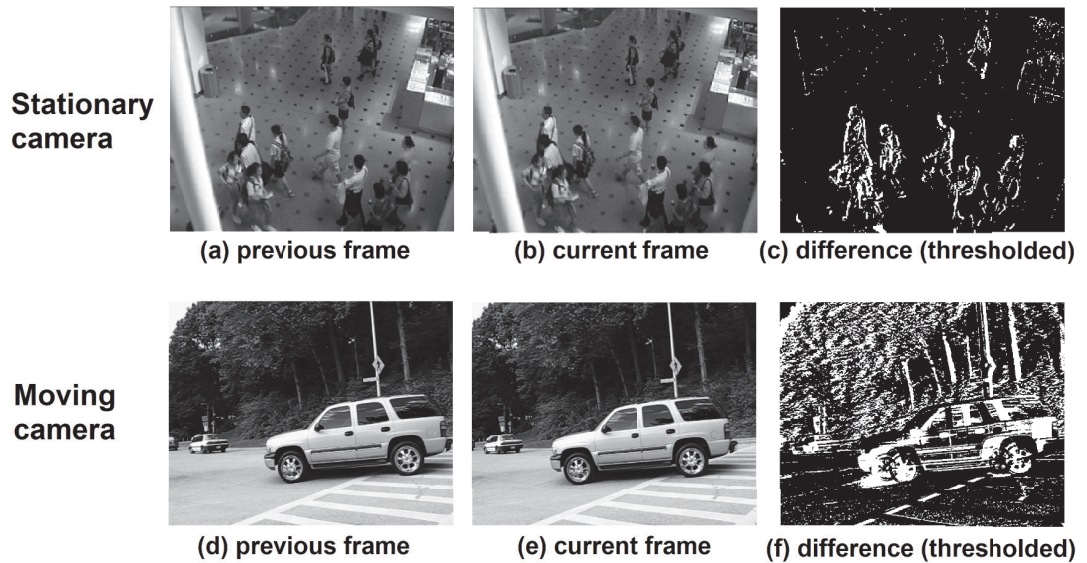 Stationary
camera
(a) previous frame
(b) current frame
(c) difference (thresholded)
Moving
camera
(d) previous frame
(e) current frame
(f) difference (thresholded)